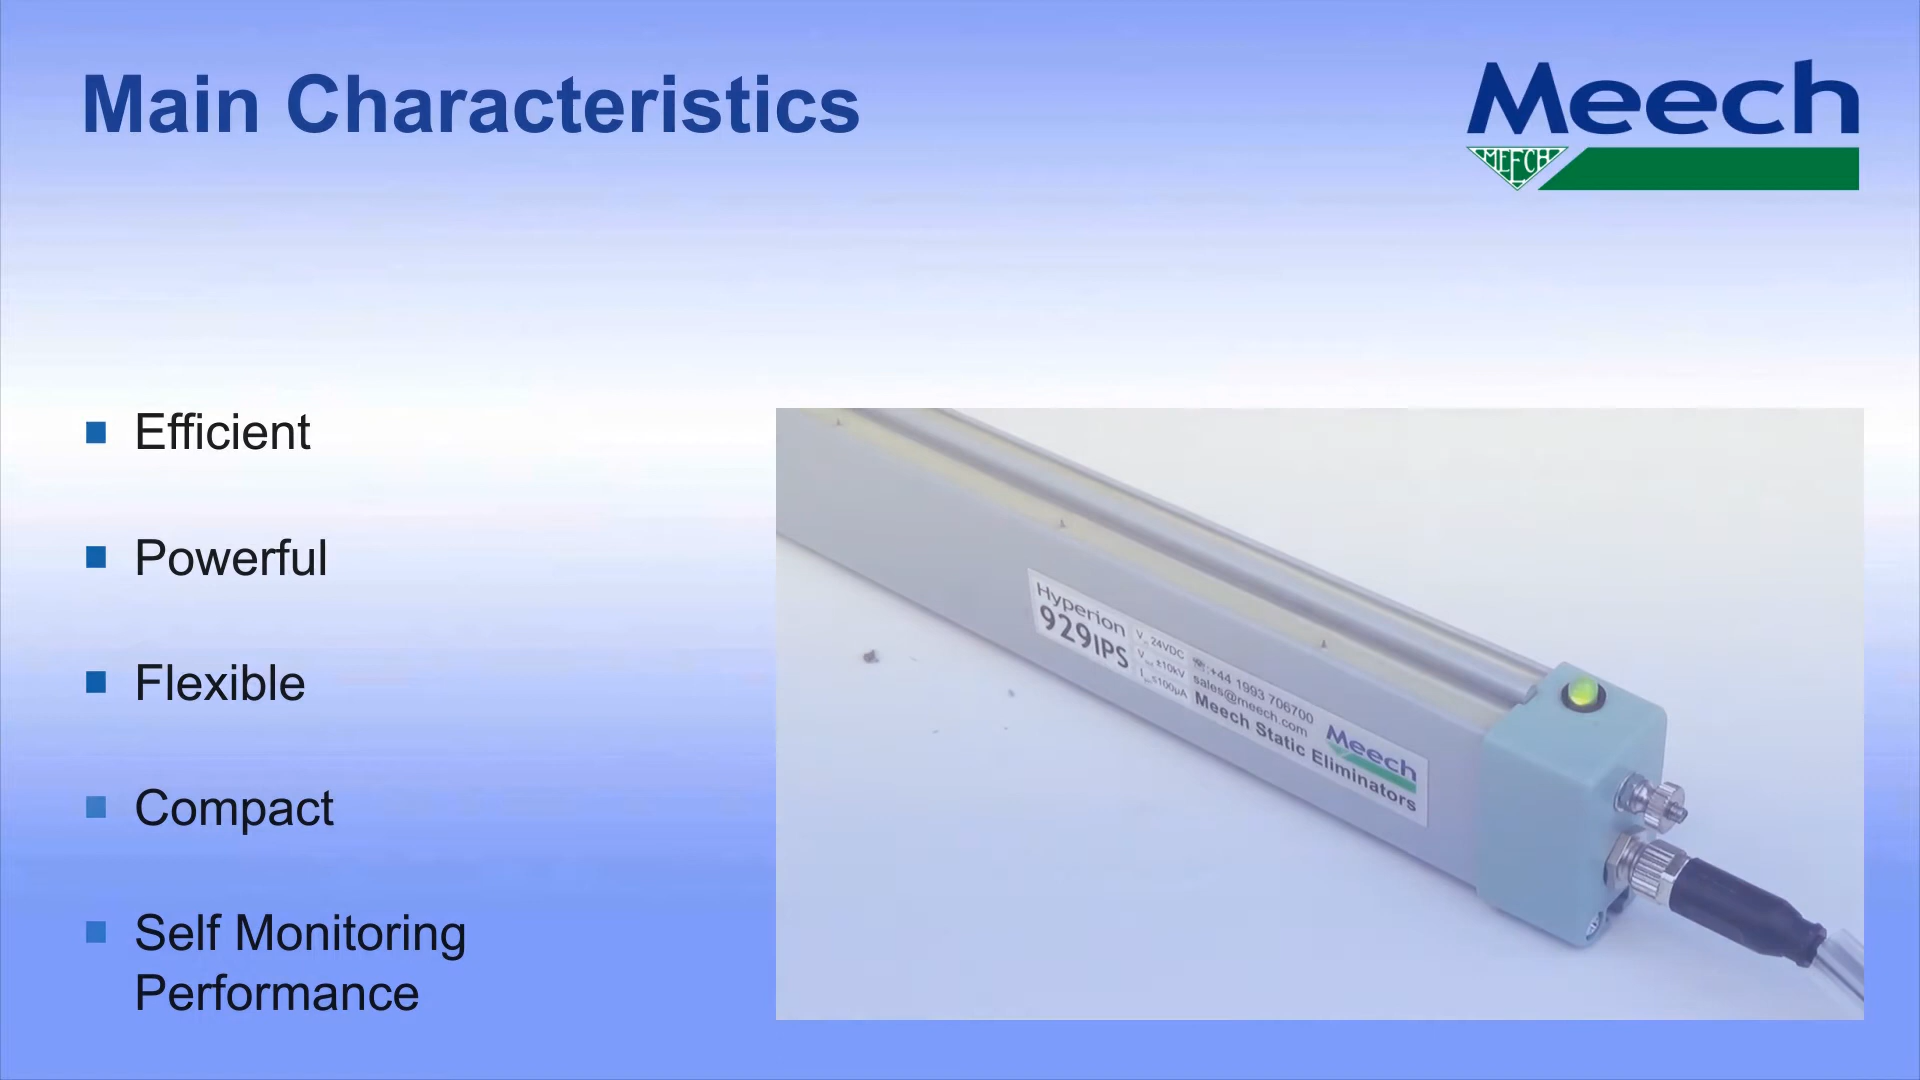 Main Characteristics
Meech
MEECH
Efficient
Powerful
Flexible
Compact
Self Monitoring
Performance
Hyperion
929IPS
24VDC
±10kV
≤100µA
+44 1993 706700
sales@meech.com
Meech Static Eliminators
Meech